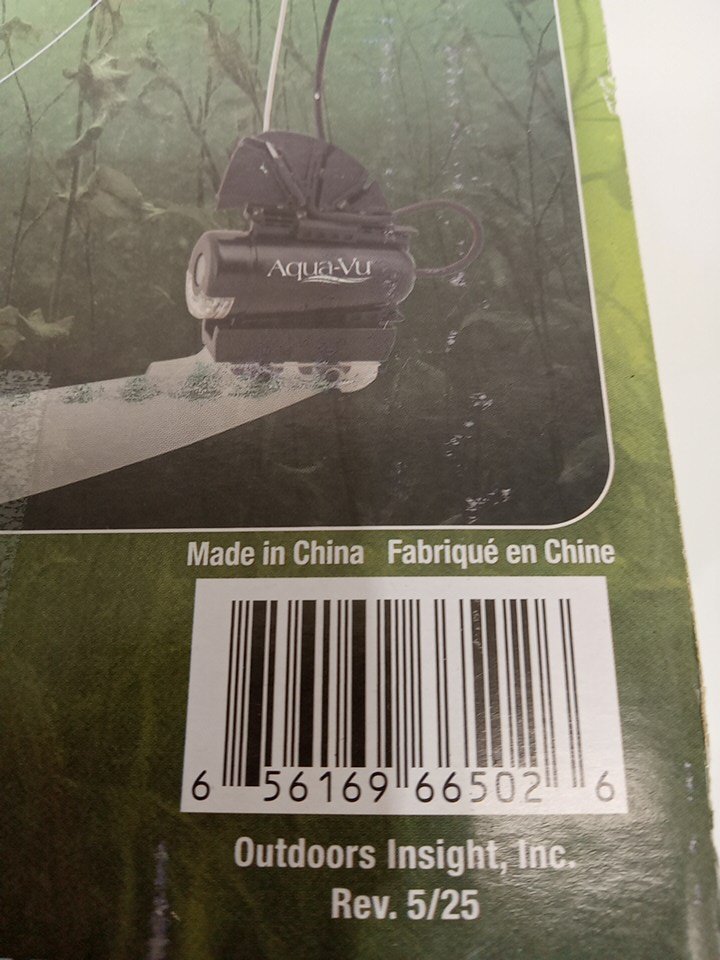 Aqua-Vu
Made in China Fabriqué en Chine
6 56169 66502 6
Outdoors Insight, Inc.
Rev. 5/25